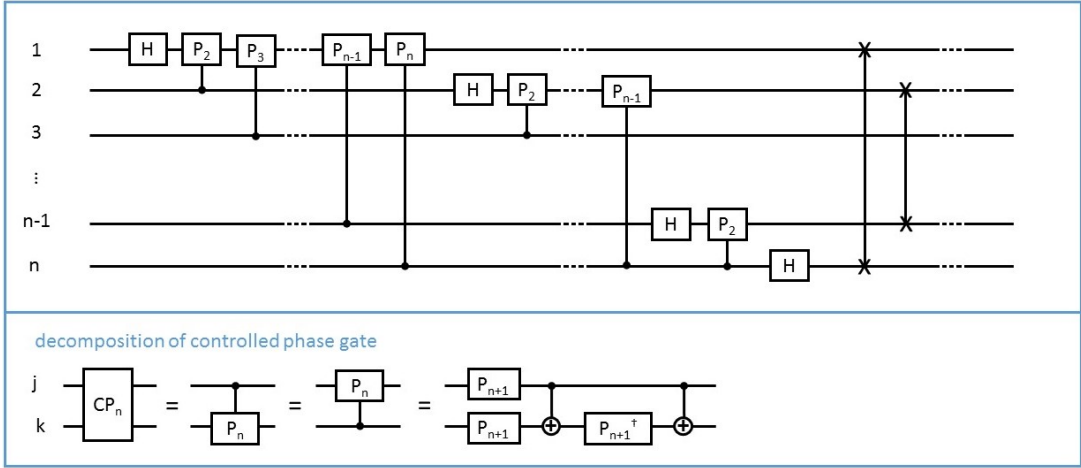 1 H P₂ P₃ Pₙ₋₁ Pₙ
2 H P₂ Pₙ₋₁
3
⋮
n-1 H P₂
n H
decomposition of controlled phase gate
j Pₙ Pₙ₊₁
CPₙ = = =
k Pₙ Pₙ₊₁ Pₙ₊₁†